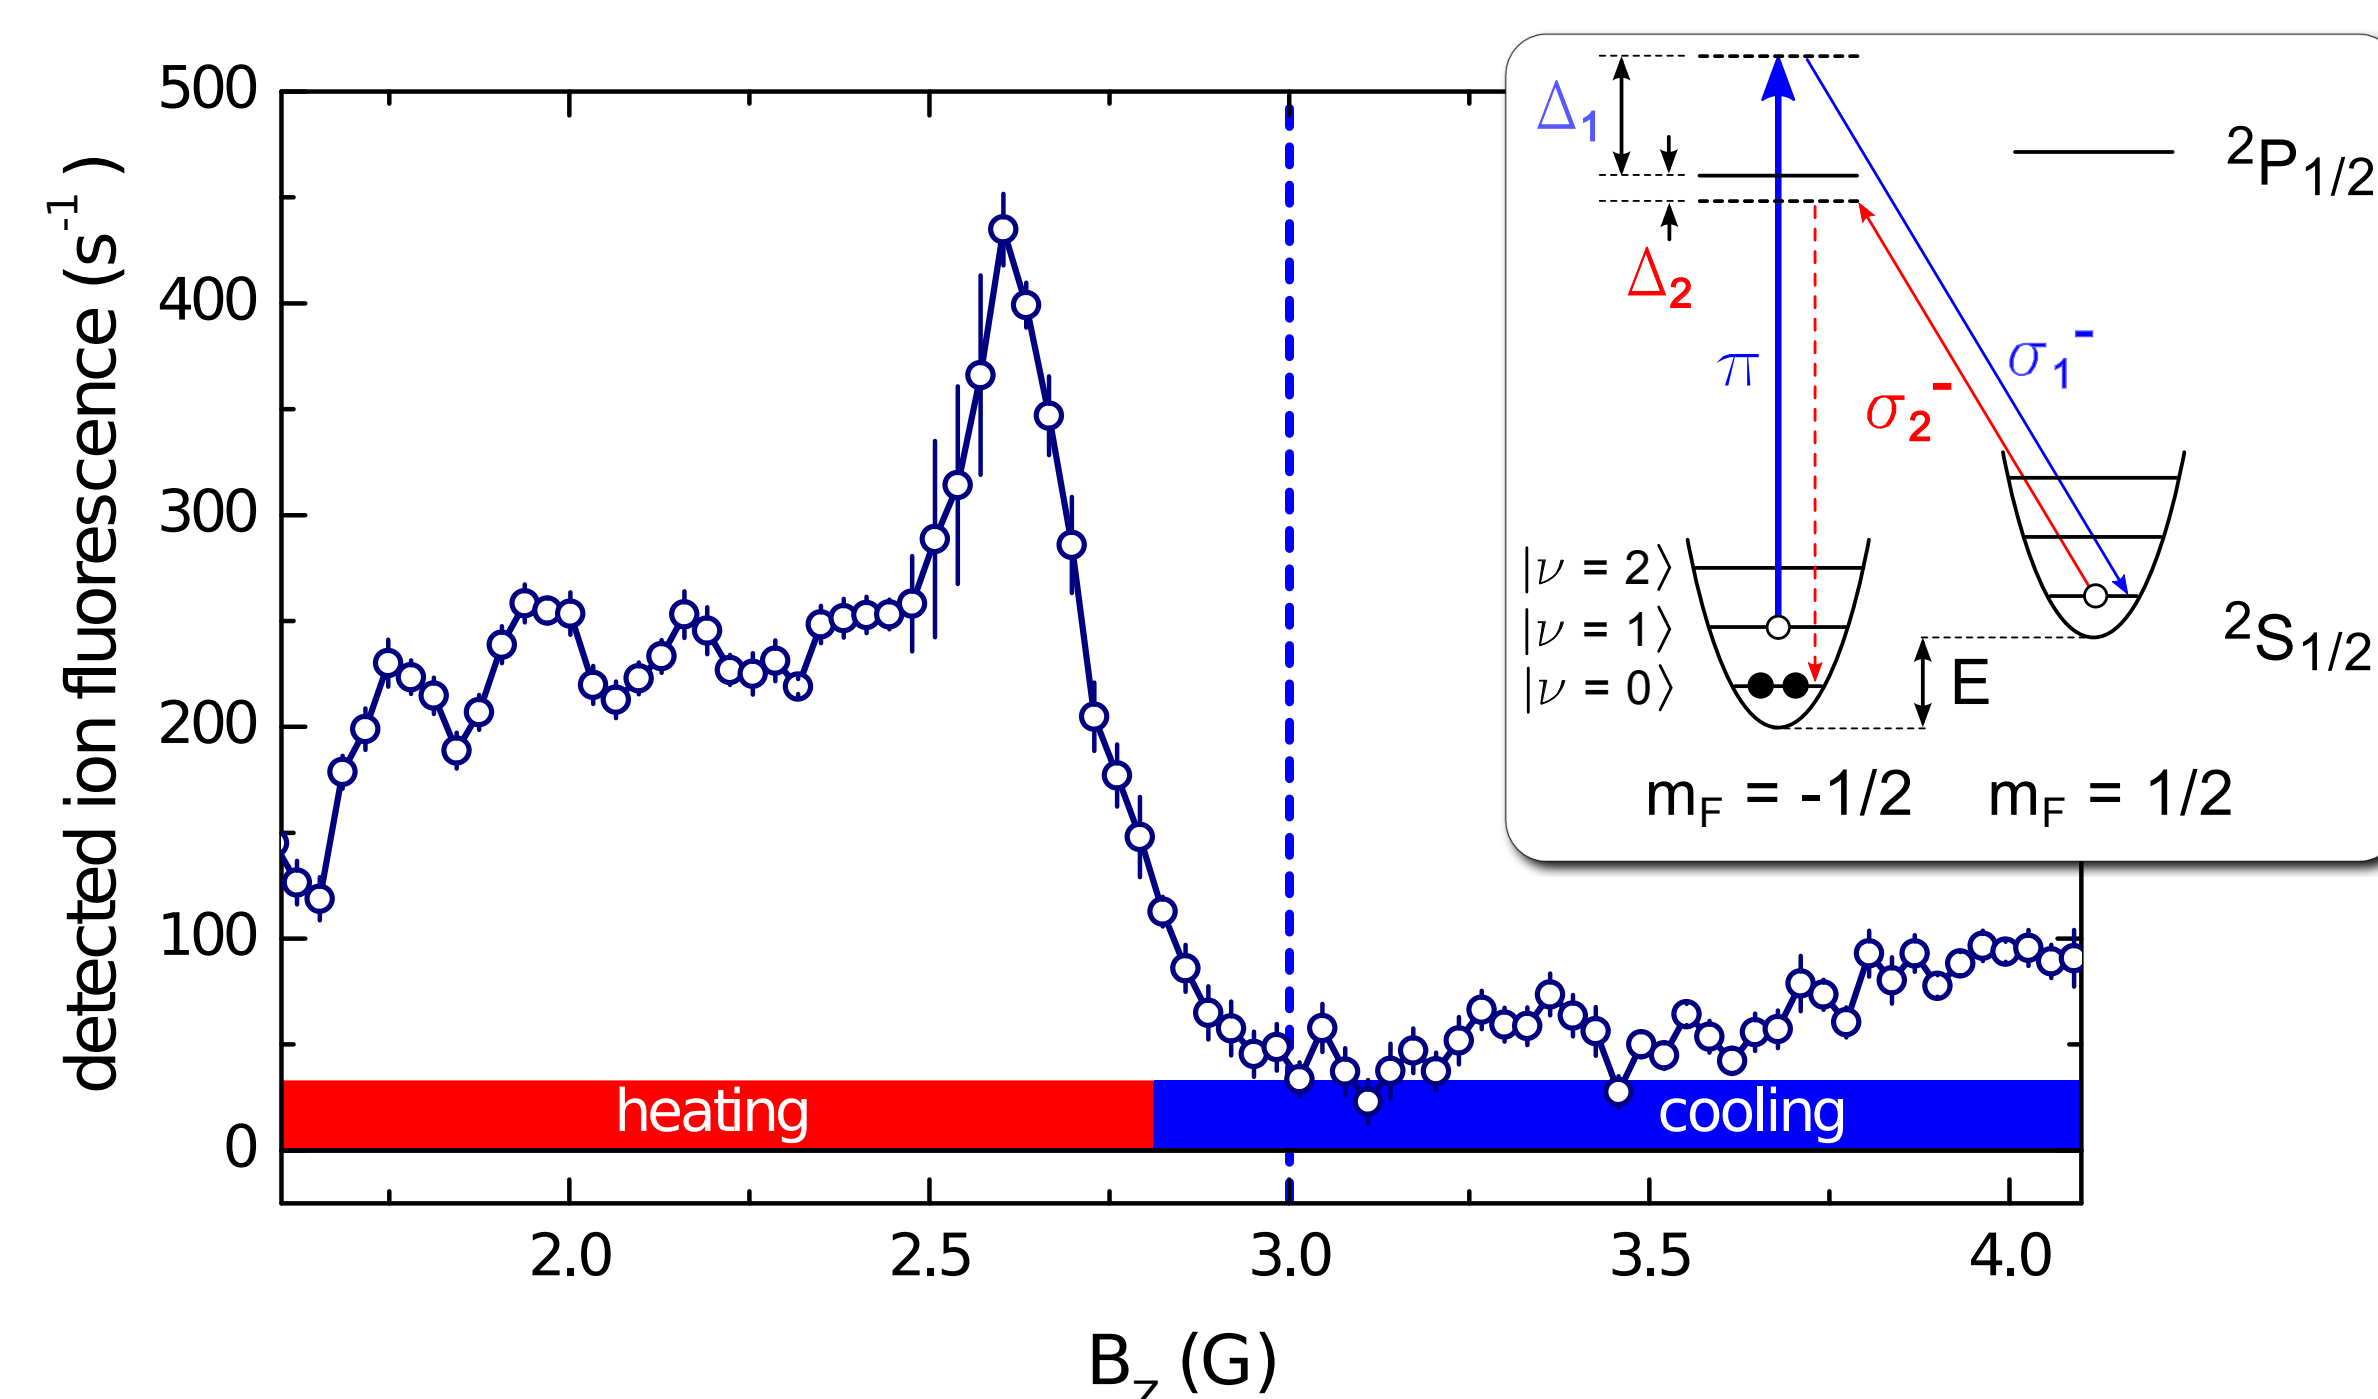 detected ion fluorescence (s⁻¹)
500
400
300
200
100
0
heating
cooling
2.0 2.5 3.0 3.5 4.0
B_z (G)
Δ₁
Δ₂
π
σ₂⁻
σ₁⁻
²P₁/₂
²S₁/₂
|ν = 2⟩
|ν = 1⟩
|ν = 0⟩
E
m_F = -1/2 m_F = 1/2